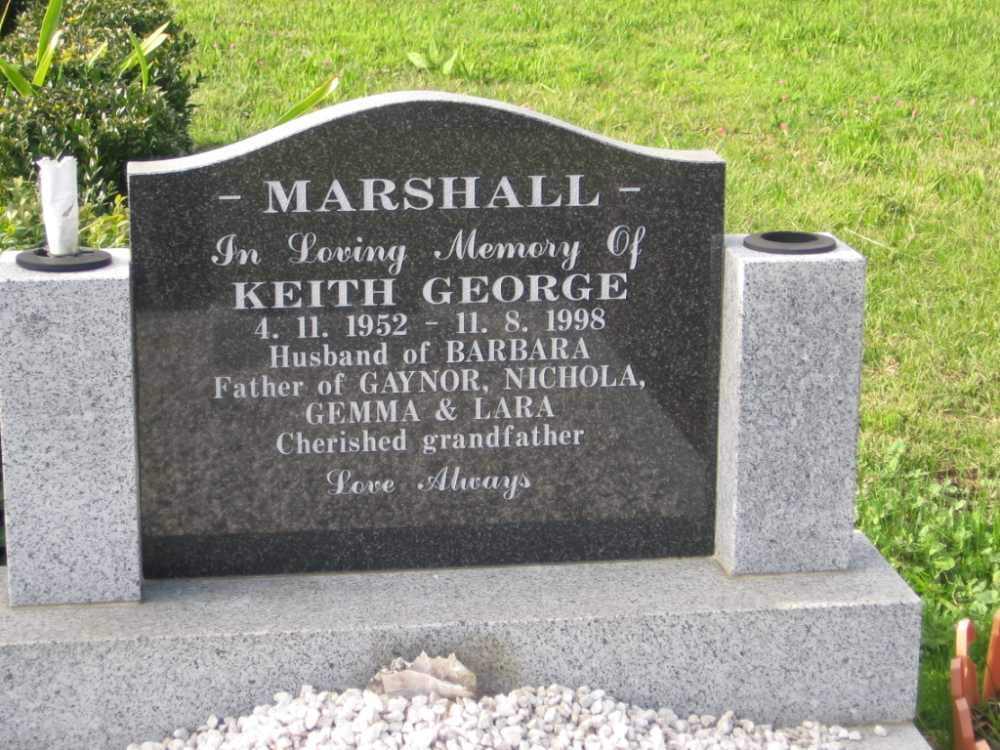 - MARSHALL -
In Loving Memory Of
KEITH GEORGE
4. 11. 1952 - 11. 8. 1998
Husband of BARBARA
Father of GAYNOR, NICHOLA,
GEMMA & LARA
Cherished grandfather
Love Always